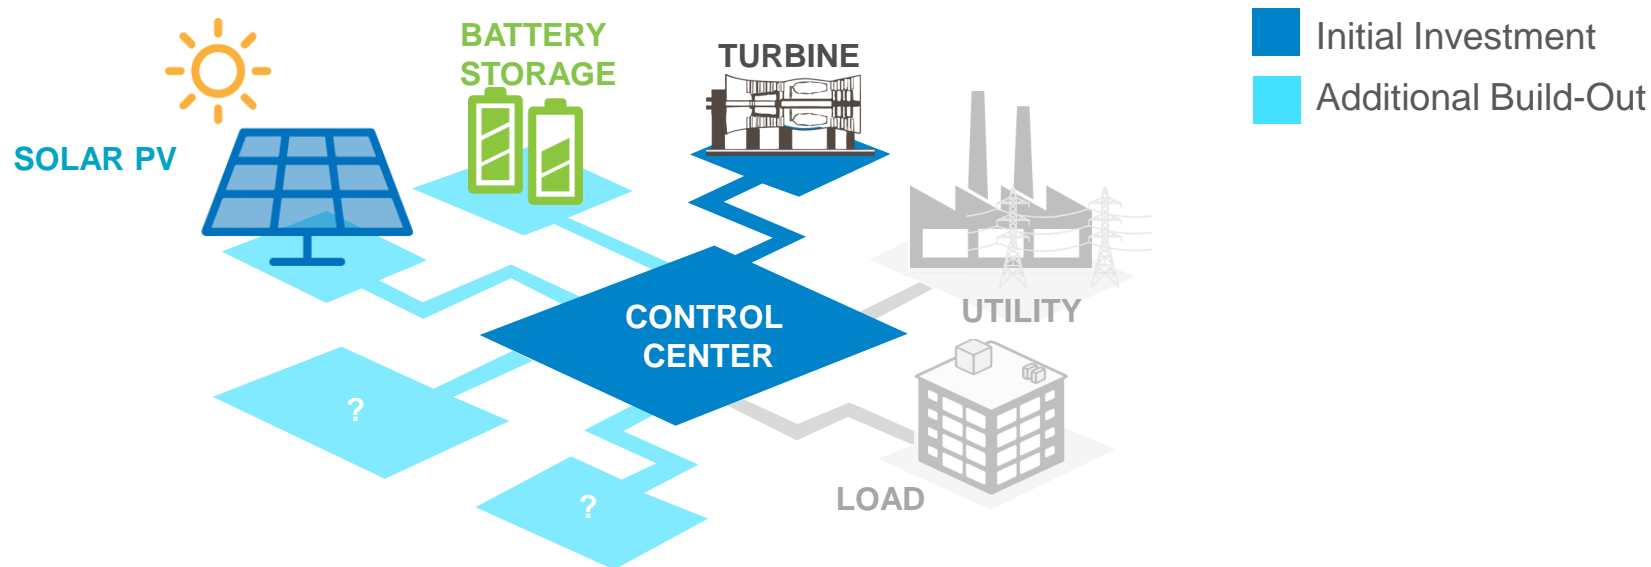 BATTERY
STORAGE
TURBINE
SOLAR PV
CONTROL
CENTER
UTILITY
LOAD
?
?
Initial Investment
Additional Build-Out